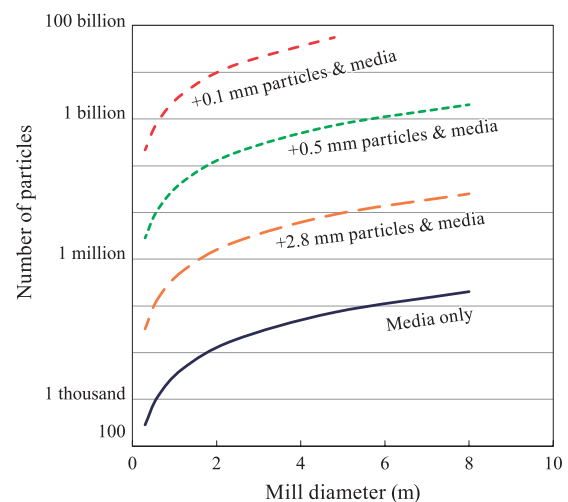 100 billion
+0.1 mm particles & media
1 billion
+0.5 mm particles & media
Number of particles
+2.8 mm particles & media
1 million
Media only
1 thousand
100
0
2
4
6
8
10
Mill diameter (m)